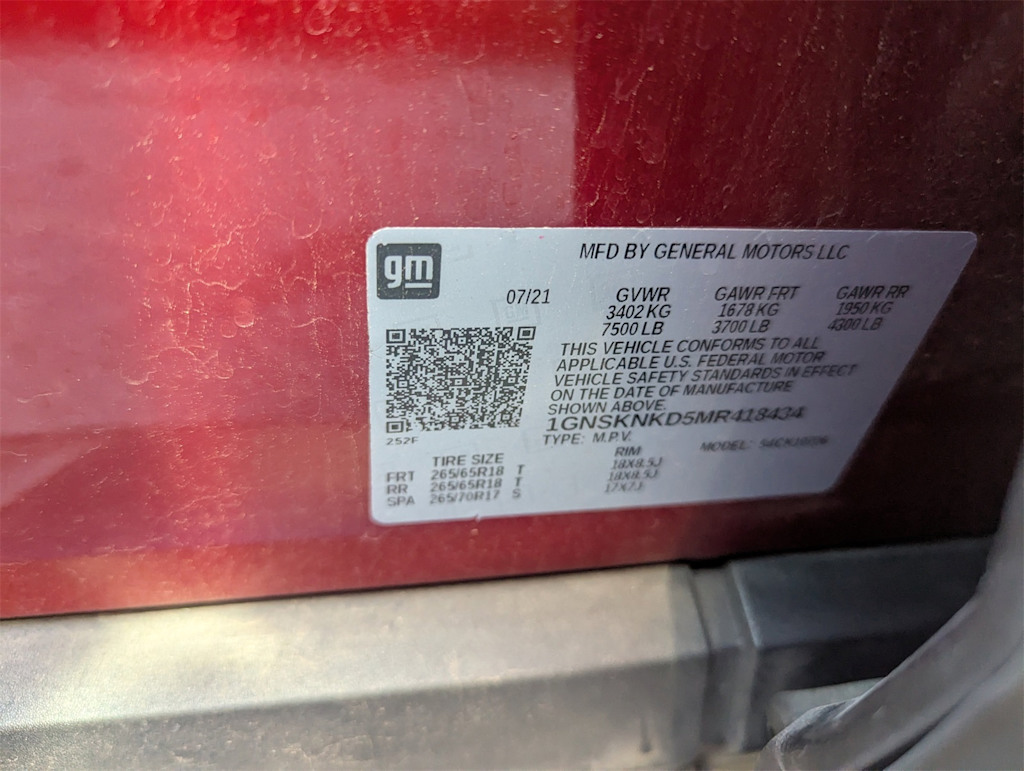 gm
MFD BY GENERAL MOTORS LLC
07/21 GVWR GAWR FRT GAWR RR
3402 KG 1678 KG 1950 KG
7500 LB 3700 LB 4300 LB
THIS VEHICLE CONFORMS TO ALL
APPLICABLE U.S. FEDERAL MOTOR
VEHICLE SAFETY STANDARDS IN EFFECT
ON THE DATE OF MANUFACTURE
SHOWN ABOVE.
1GNSKNKD5MR418434
252F
TYPE: M.P.V. MODEL:
TIRE SIZE RIM
FRT 265/65R18 T 18X8.5J
RR 265/65R18 T 18X8.5J
SPA 265/70R17 S